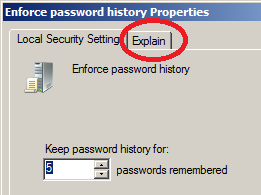 Enforce password history Properties
Local Security Setting Explain
Enforce password history
Keep password history for:
5 passwords remembered